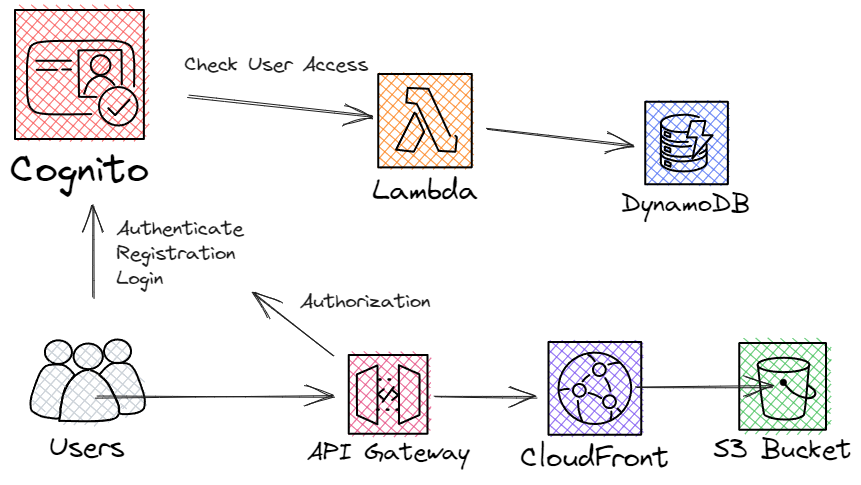 Check User Access
Cognito
Lambda
DynamoDB
Authenticate
Registration
Login
Authorization
Users
API Gateway
CloudFront
S3 Bucket